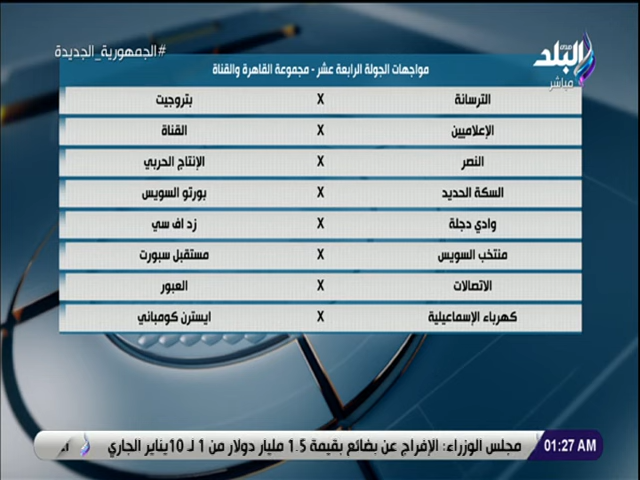 #الجمهورية_الجديدة
صدى
البلد
مباشر
مواجهات الجولة الرابعة عشر - مجموعة القاهرة والقناة
الترسانة X بتروجيت
الإعلاميين X القناة
النصر X الإنتاج الحربي
السكة الحديد X بورتو السويس
وادي دجلة X زد اف سي
منتخب السويس X مستقبل سبورت
الاتصالات X العبور
كهرباء الإسماعيلية X ايسترن كومباني
01:27 AM مجلس الوزراء: الإفراج عن بضائع بقيمة 1.5 مليار دولار من 1 لـ 10يناير الجاري